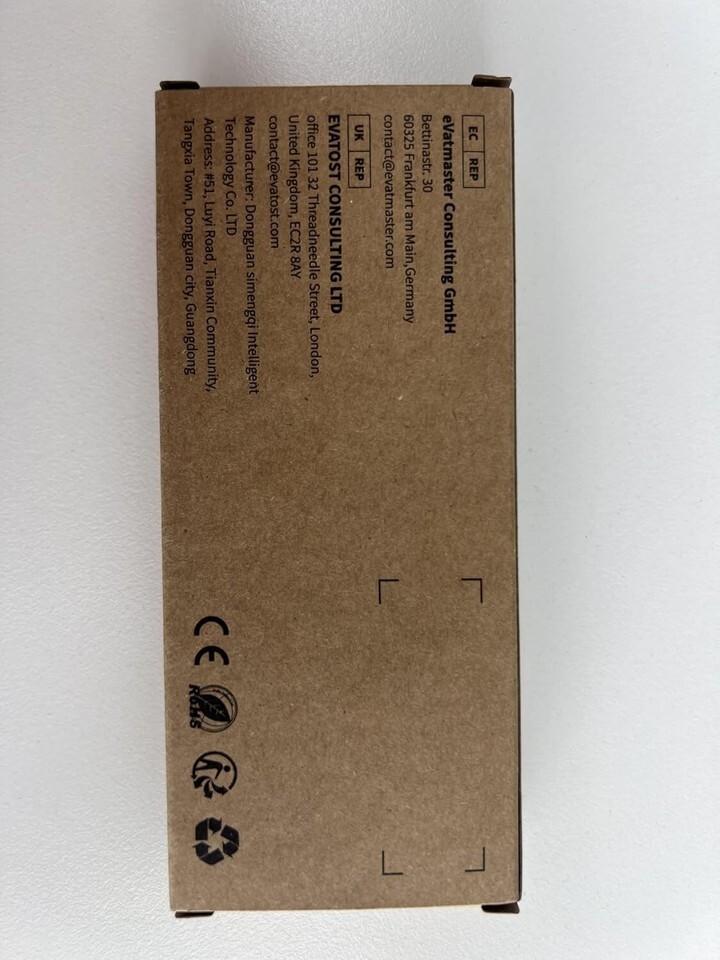 EC REP
eVatmaster Consulting GmbH
Bettinastr. 30
60325 Frankfurt am Main,Germany
contact@evatmaster.com
UK REP
EVATOST CONSULTING LTD
office 101 32 Threadneedle Street, London,
United Kingdom, EC2R 8AY
contact@evatost.com
Manufacturer: Dongguan simengqi Intelligent
Technology Co. LTD
Address: #51, Luyi Road, Tianxin Community,
Tangxia Town, Dongguan city, Guangdong
CE
RoHS